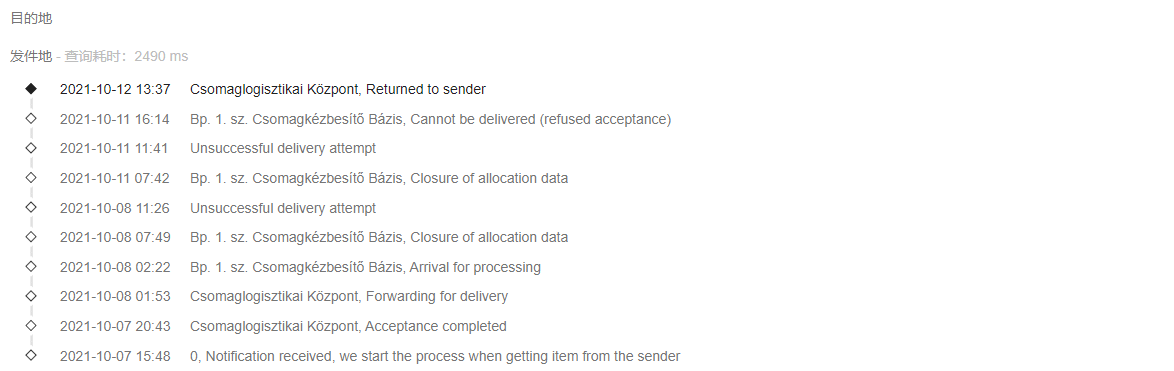 目的地
发件地 - 查询耗时：2490 ms
2021-10-12 13:37 Csomaglogisztikai Központ, Returned to sender
2021-10-11 16:14 Bp. 1. sz. Csomagkézbesítő Bázis, Cannot be delivered (refused acceptance)
2021-10-11 11:41 Unsuccessful delivery attempt
2021-10-11 07:42 Bp. 1. sz. Csomagkézbesítő Bázis, Closure of allocation data
2021-10-08 11:26 Unsuccessful delivery attempt
2021-10-08 07:49 Bp. 1. sz. Csomagkézbesítő Bázis, Closure of allocation data
2021-10-08 02:22 Bp. 1. sz. Csomagkézbesítő Bázis, Arrival for processing
2021-10-08 01:53 Csomaglogisztikai Központ, Forwarding for delivery
2021-10-07 20:43 Csomaglogisztikai Központ, Acceptance completed
2021-10-07 15:48 0, Notification received, we start the process when getting item from the sender